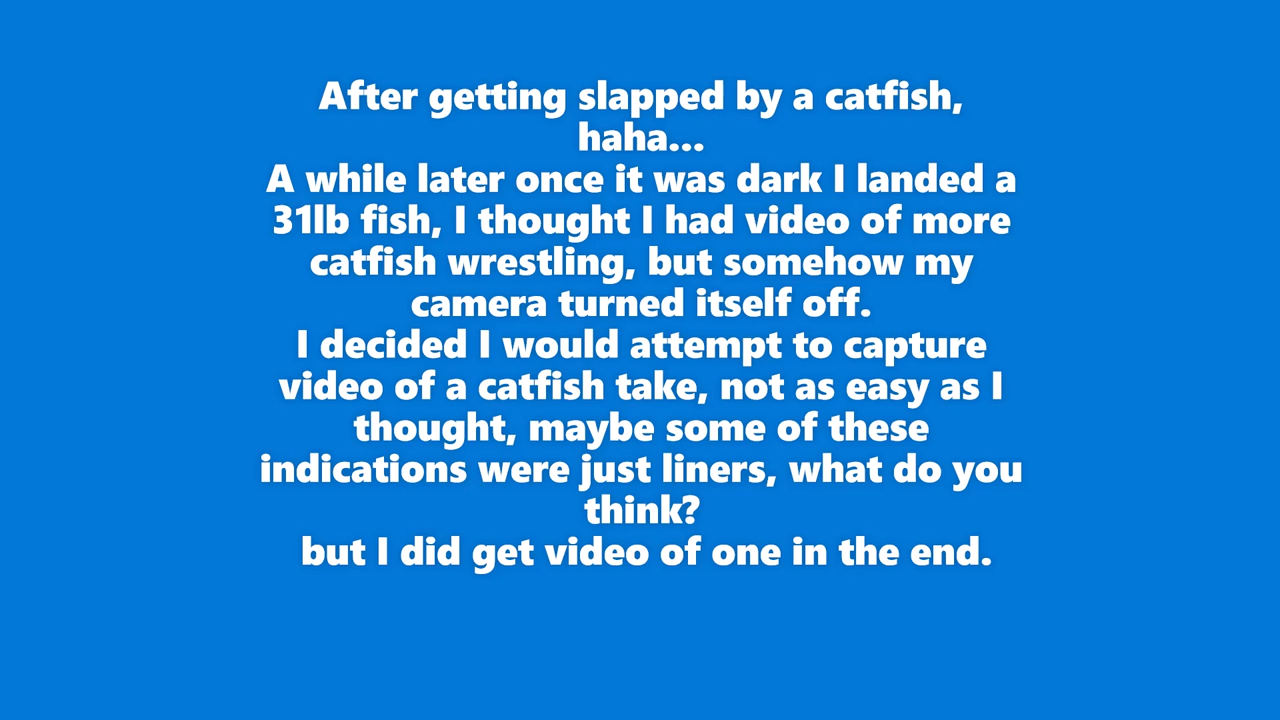 After getting slapped by a catfish,
haha...
A while later once it was dark I landed a
31lb fish, I thought I had video of more
catfish wrestling, but somehow my
camera turned itself off.
I decided I would attempt to capture
video of a catfish take, not as easy as I
thought, maybe some of these
indications were just liners, what do you
think?
but I did get video of one in the end.